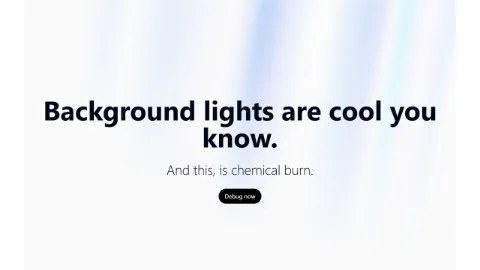 Background lights are cool you
know.
And this, is chemical burn.
Debug now